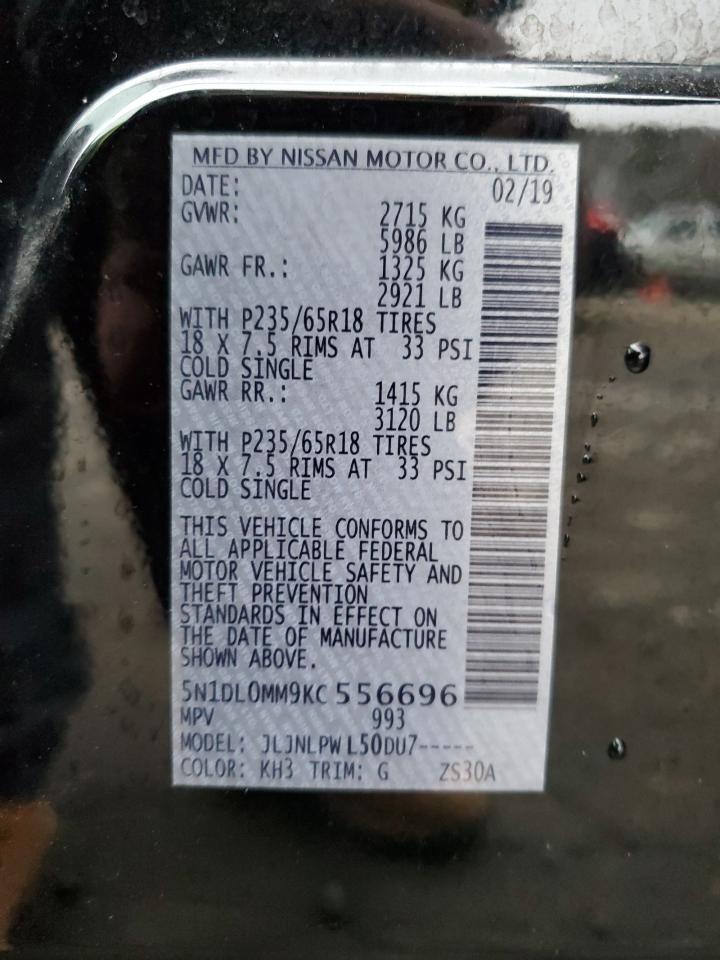 MFD BY NISSAN MOTOR CO., LTD.
DATE: 02/19
GVWR: 2715 KG
5986 LB
GAWR FR.: 1325 KG
2921 LB
WITH P235/65R18 TIRES
18 X 7.5 RIMS AT 33 PSI
COLD SINGLE
GAWR RR.: 1415 KG
3120 LB
WITH P235/65R18 TIRES
18 X 7.5 RIMS AT 33 PSI
COLD SINGLE
THIS VEHICLE CONFORMS TO
ALL APPLICABLE FEDERAL
MOTOR VEHICLE SAFETY AND
THEFT PREVENTION
STANDARDS IN EFFECT ON
THE DATE OF MANUFACTURE
SHOWN ABOVE.
5N1DL0MM9KC 556696
MPV 993
MODEL: JLJNLPW L50DU7-----
COLOR: KH3 TRIM: G ZS30A